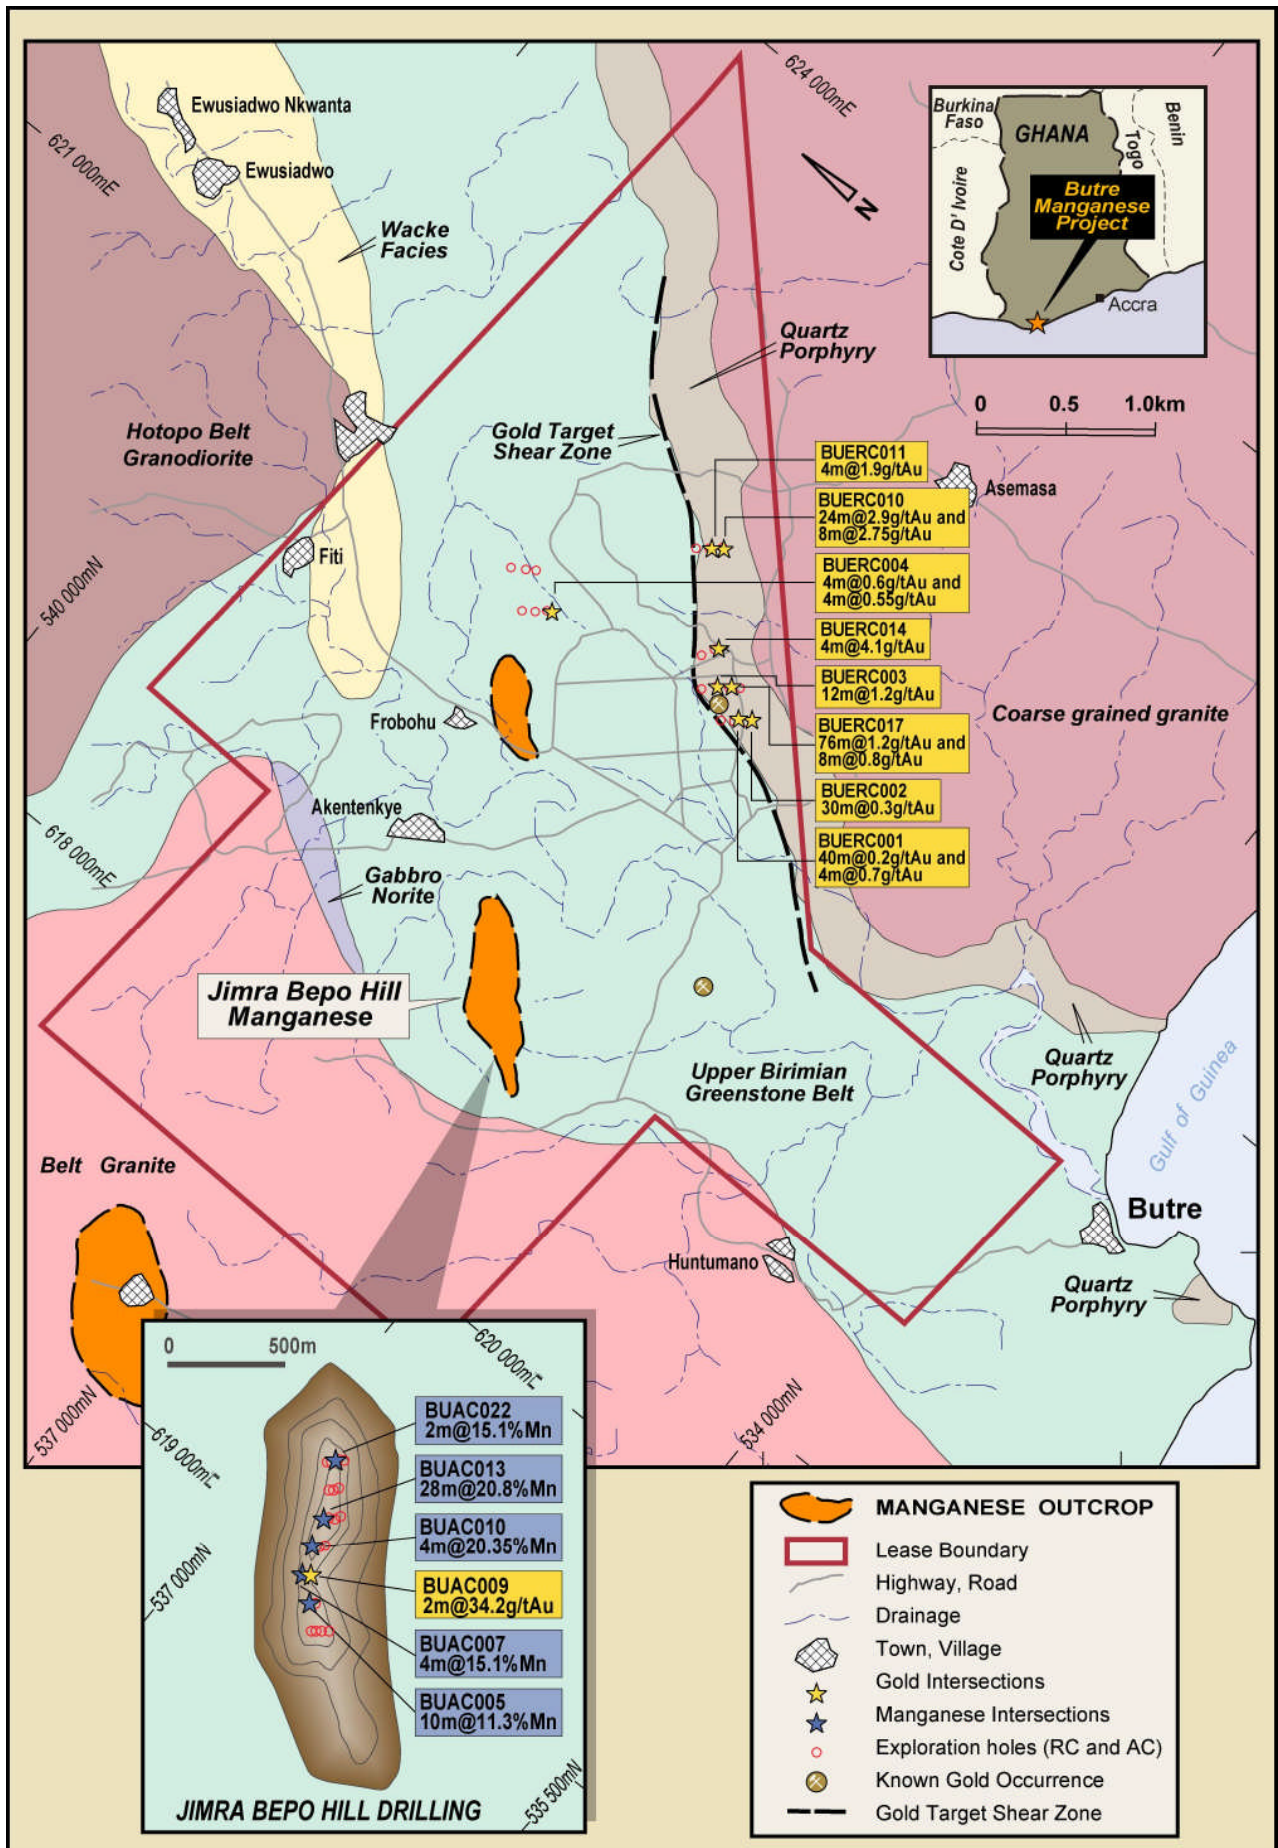 624 000mE
Ewusiadwo Nkwanta
Ewusiadwo
621 000mE
Wacke
Facies
N
Burkina
Faso
GHANA
Benin
Togo
Cote D' Ivoire
Butre
Manganese
Project
Accra
Quartz
Porphyry
0 0.5 1.0km
Hotopo Belt
Granodiorite
Gold Target
Shear Zone
BUERC011
4m@1.9g/tAu
Asemasa
BUERC010
24m@2.9g/tAu and
8m@2.75g/tAu
Fiti
BUERC004
4m@0.6g/tAu and
4m@0.55g/tAu
540 000mN
BUERC014
4m@4.1g/tAu
BUERC003
12m@1.2g/tAu
Frobohu
Coarse grained granite
BUERC017
76m@1.2g/tAu and
8m@0.8g/tAu
Akentenkye
BUERC002
30m@0.3g/tAu
618 000mE
BUERC001
40m@0.2g/tAu and
4m@0.7g/tAu
Gabbro
Norite
Jimra Bepo Hill
Manganese
Upper Birimian
Greenstone Belt
Quartz
Porphyry
Gulf of Guinea
Belt Granite
Butre
Huntumano
Quartz
Porphyry
537 000mN
619 000mE
620 000mE
534 000mN
0 500m
BUAC022
2m@15.1%Mn
BUAC013
28m@20.8%Mn
BUAC010
4m@20.35%Mn
537 000mN
BUAC009
2m@34.2g/tAu
BUAC007
4m@15.1%Mn
BUAC005
10m@11.3%Mn
535 500mN
JIMRA BEPO HILL DRILLING
MANGANESE OUTCROP
Lease Boundary
Highway, Road
Drainage
Town, Village
Gold Intersections
Manganese Intersections
Exploration holes (RC and AC)
Known Gold Occurrence
Gold Target Shear Zone